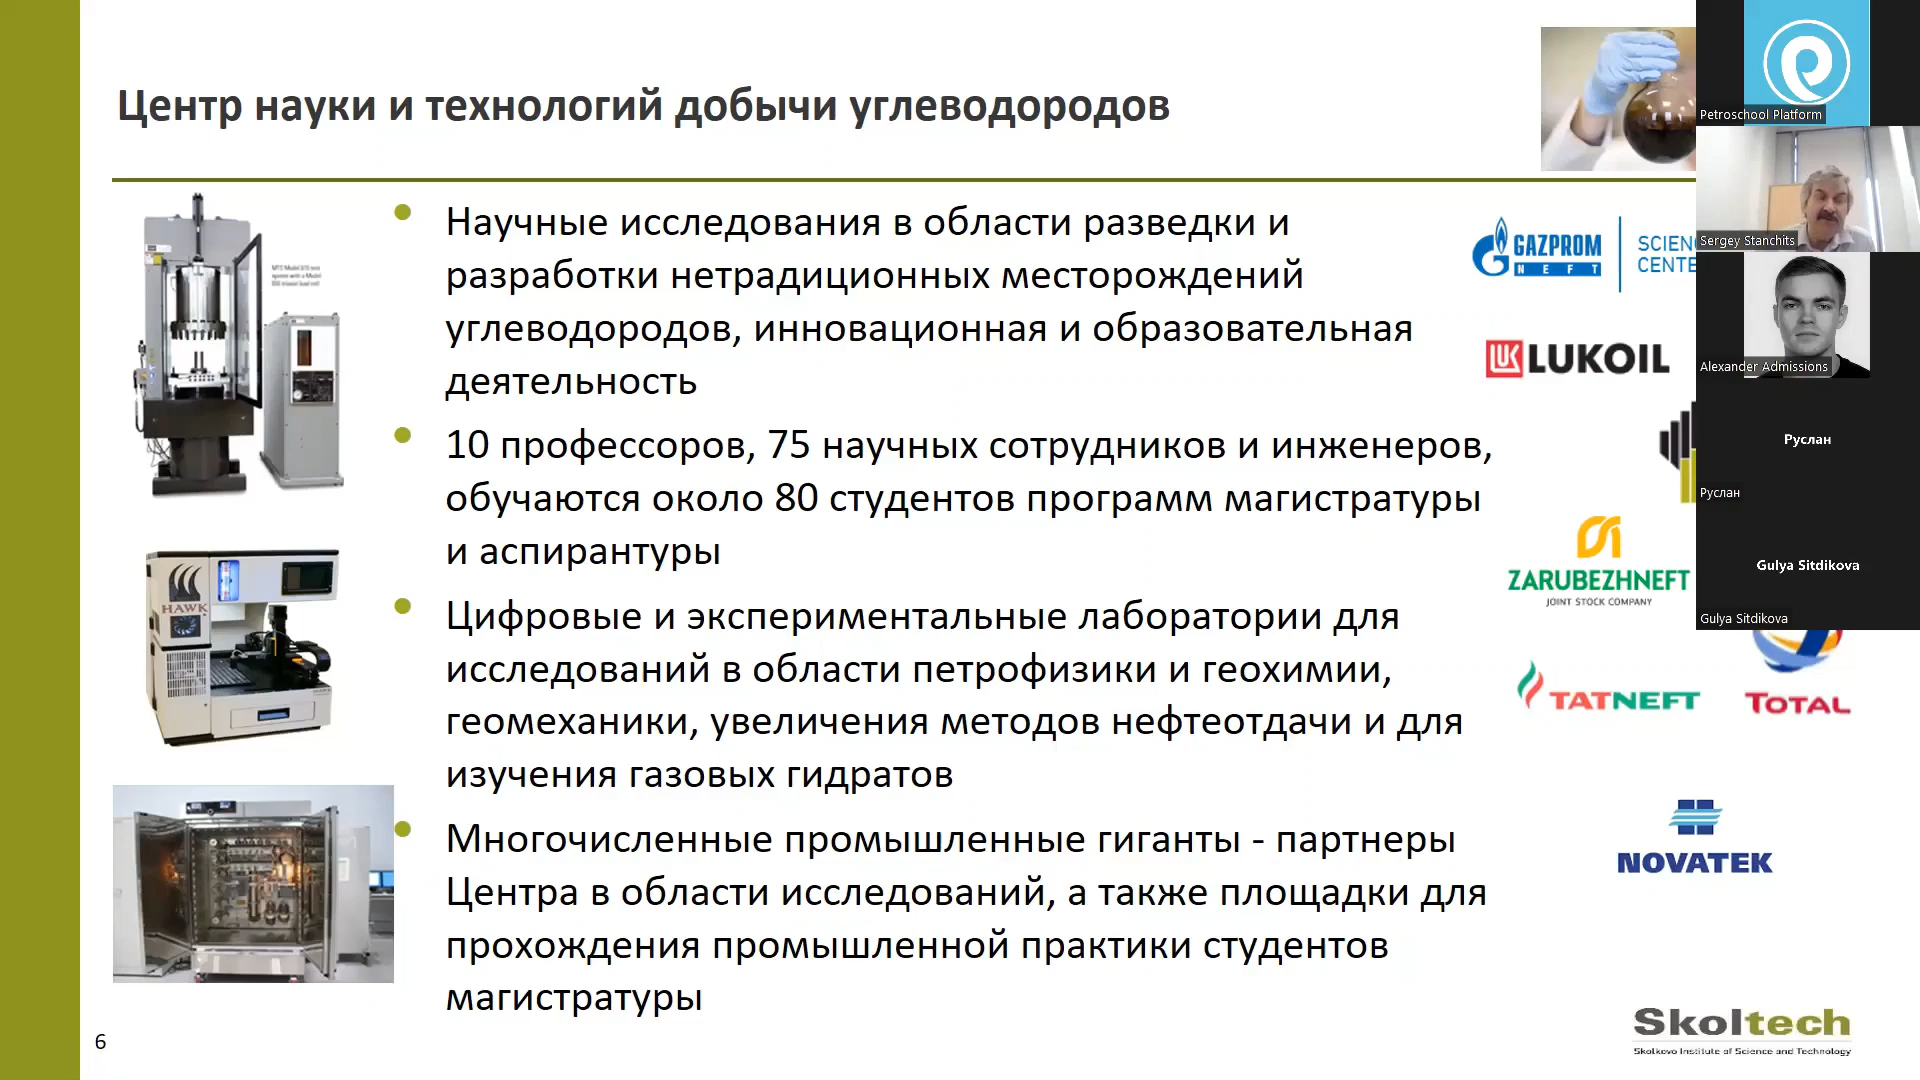 Центр науки и технологий добычи углеводородов
Научные исследования в области разведки и
разработки нетрадиционных месторождений
углеводородов, инновационная и образовательная
деятельность
10 профессоров, 75 научных сотрудников и инженеров,
обучаются около 80 студентов программ магистратуры
и аспирантуры
Цифровые и экспериментальные лаборатории для
исследований в области петрофизики и геохимии,
геомеханики, увеличения методов нефтеотдачи и для
изучения газовых гидратов
Многочисленные промышленные гиганты - партнеры
Центра в области исследований, а также площадки для
прохождения промышленной практики студентов
магистратуры
HAWK
GAZPROM
NEFT
LUKOIL
ZARUBEZHNEFT
JOINT STOCK COMPANY
TATNEFT
TOTAL
NOVATEK
Skoltech
Skolkovo Institute of Science and Technology
6
Petroschool Platform
Sergey Stanchits
Alexander Admissions
Руслан
Руслан
Gulya Sitdikova
Gulya Sitdikova